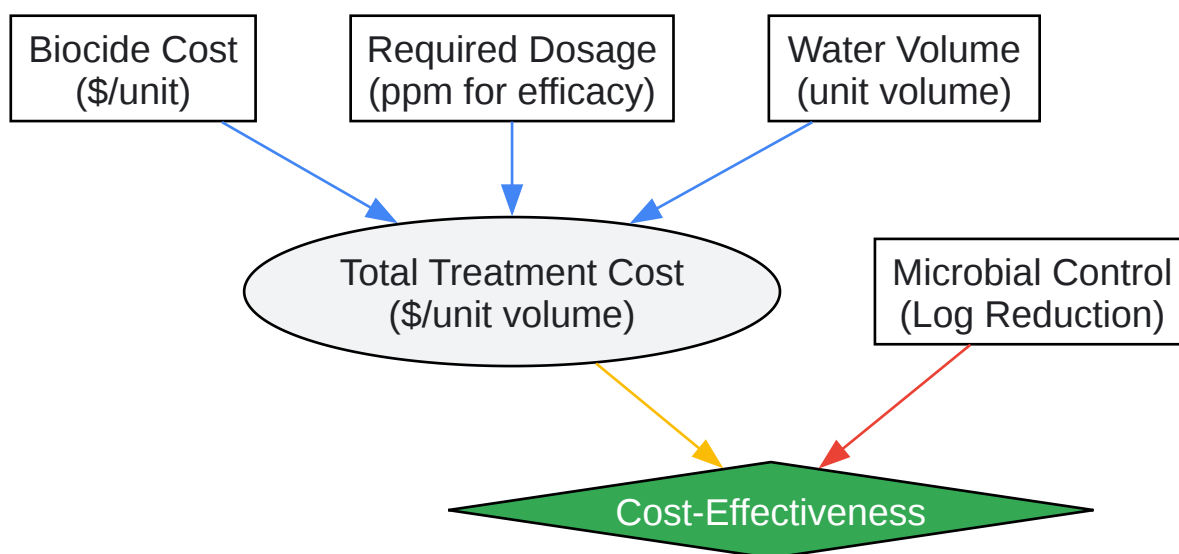 Biocide Cost
($/unit)
Required Dosage
(ppm for efficacy)
Water Volume
(unit volume)
Total Treatment Cost
($/unit volume)
Microbial Control
(Log Reduction)
Cost-Effectiveness